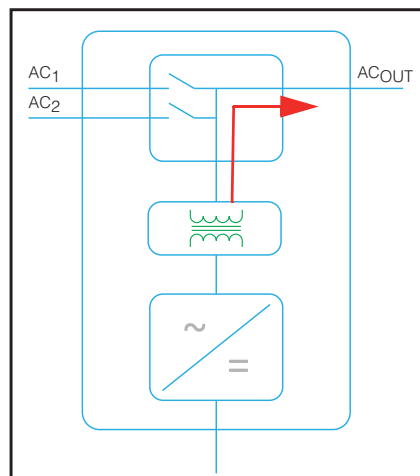 AC₁
ACOUT
AC₂
~
=